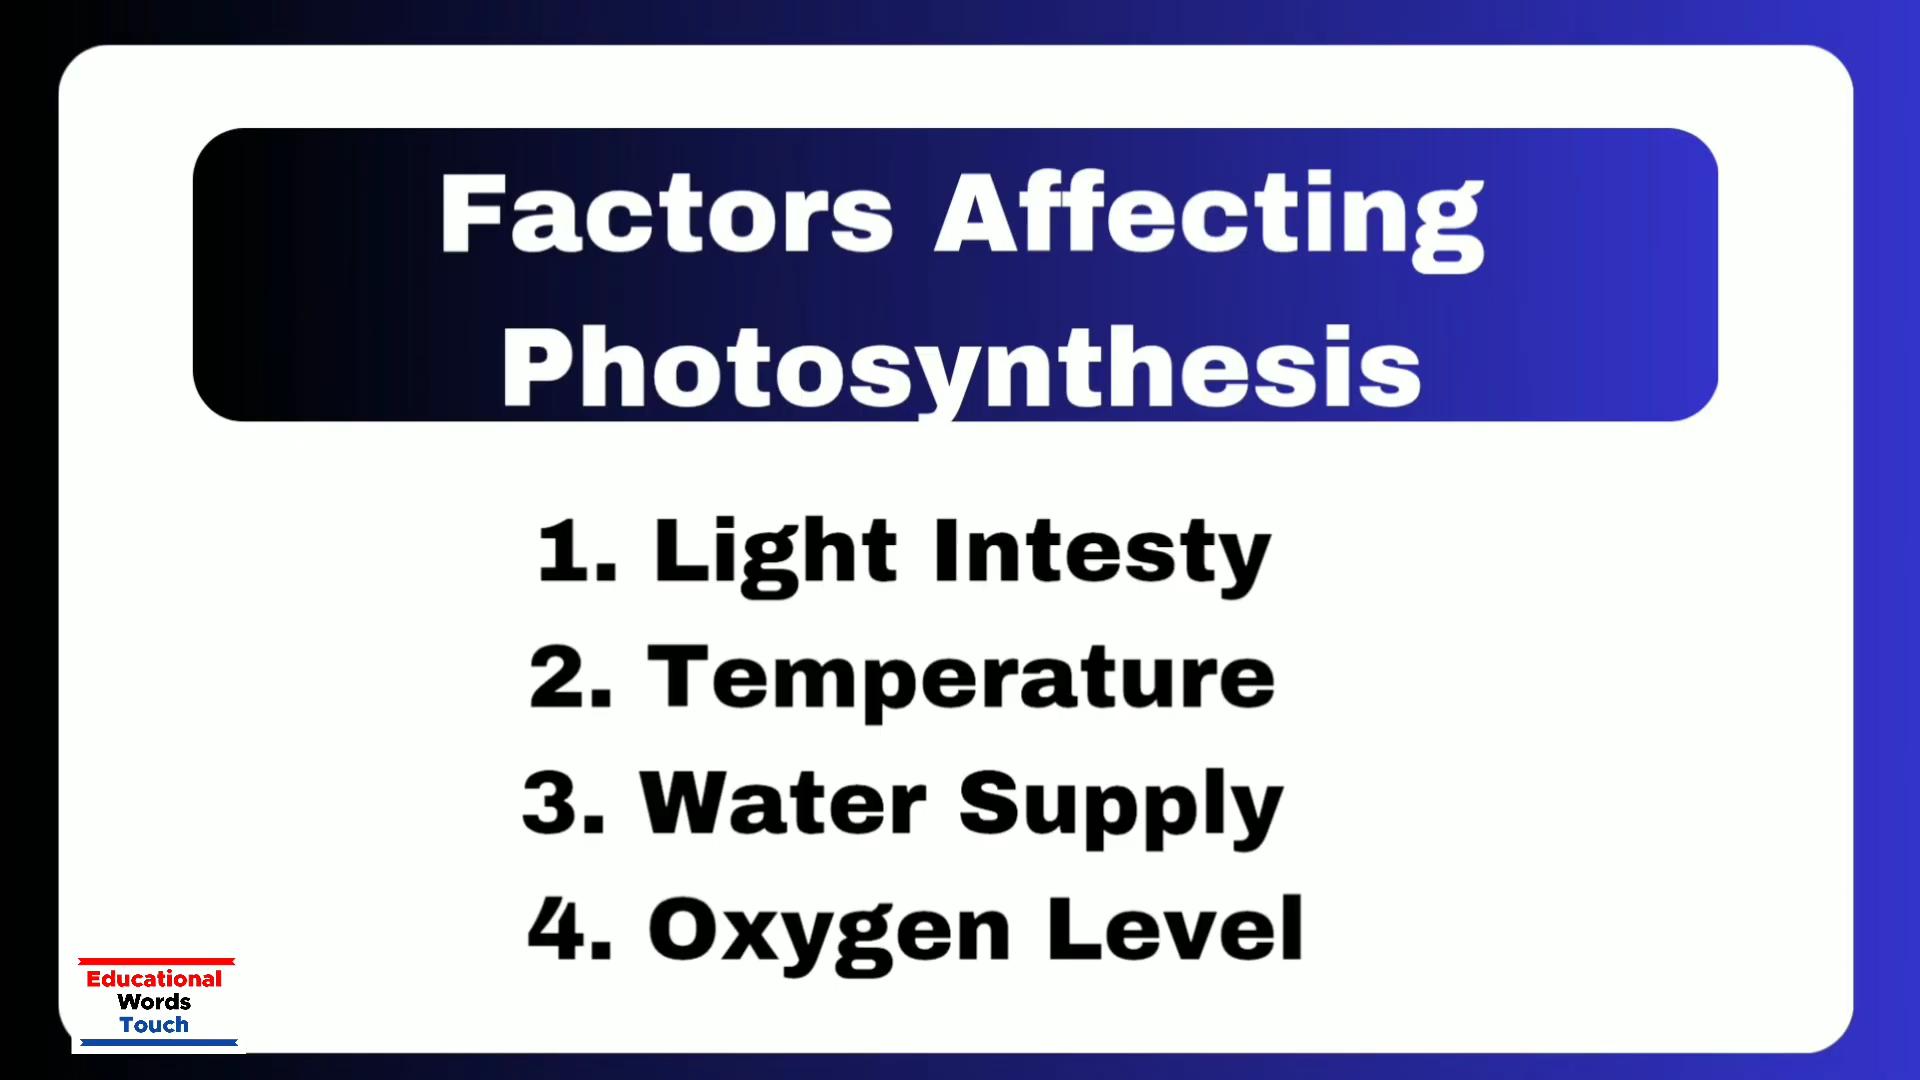 Factors Affecting
Photosynthesis
1. Light Intesty
2. Temperature
3. Water Supply
4. Oxygen Level
Educational
Words
Touch